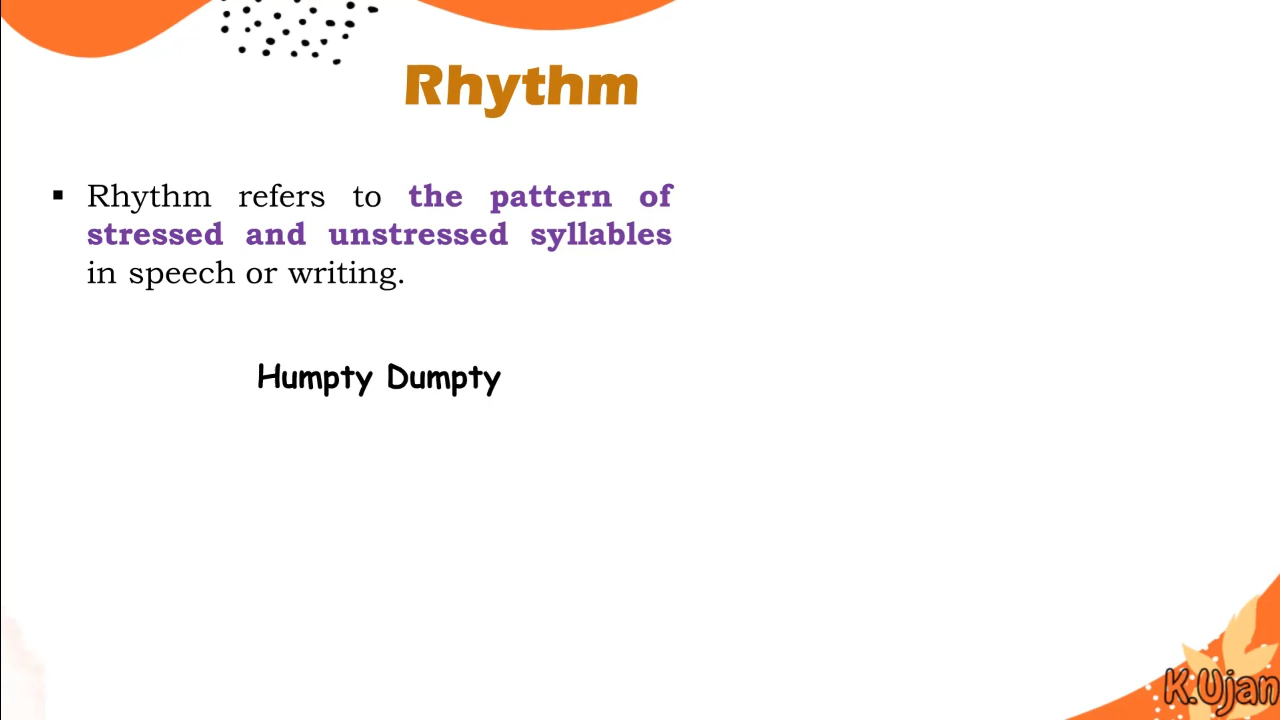 Rhythm
▪ Rhythm refers to the pattern of
stressed and unstressed syllables
in speech or writing.
Humpty Dumpty
K.Ujan